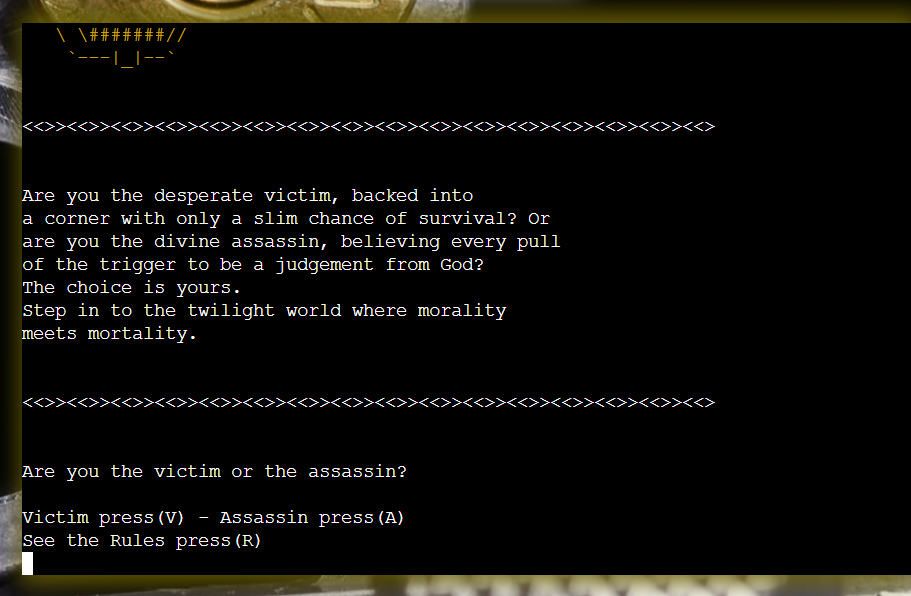 \ \#######//
`---|_|--`
<<>><<>><<>><<>><<>><<>><<>><<>><<>><<>><<>><<>><<>><<>><<>><<>
Are you the desperate victim, backed into
a corner with only a slim chance of survival? Or
are you the divine assassin, believing every pull
of the trigger to be a judgement from God?
The choice is yours.
Step in to the twilight world where morality
meets mortality.
<<>><<>><<>><<>><<>><<>><<>><<>><<>><<>><<>><<>><<>><<>><<>><<>
Are you the victim or the assassin?
Victim press(V) - Assassin press(A)
See the Rules press(R)